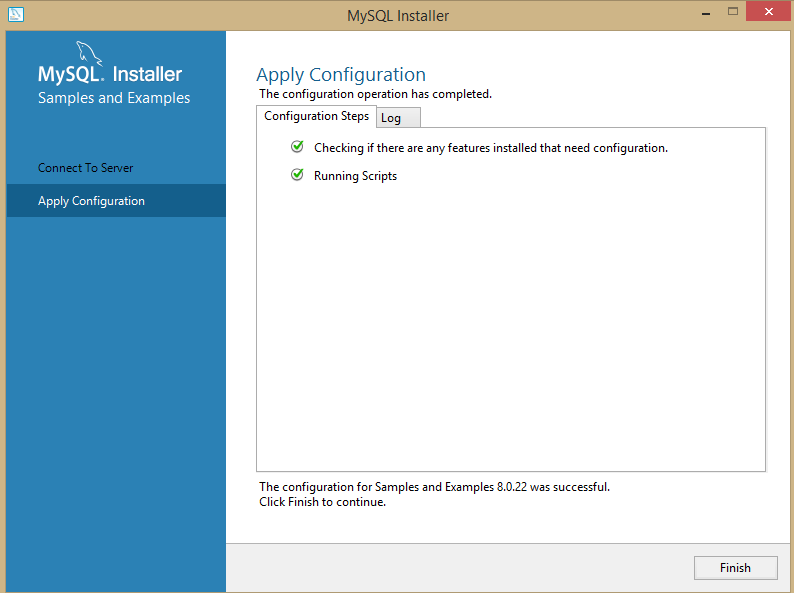 MySQL Installer
MySQL. Installer
Samples and Examples
Connect To Server
Apply Configuration
Apply Configuration
The configuration operation has completed.
Configuration Steps Log
Checking if there are any features installed that need configuration.
Running Scripts
The configuration for Samples and Examples 8.0.22 was successful.
Click Finish to continue.
Finish